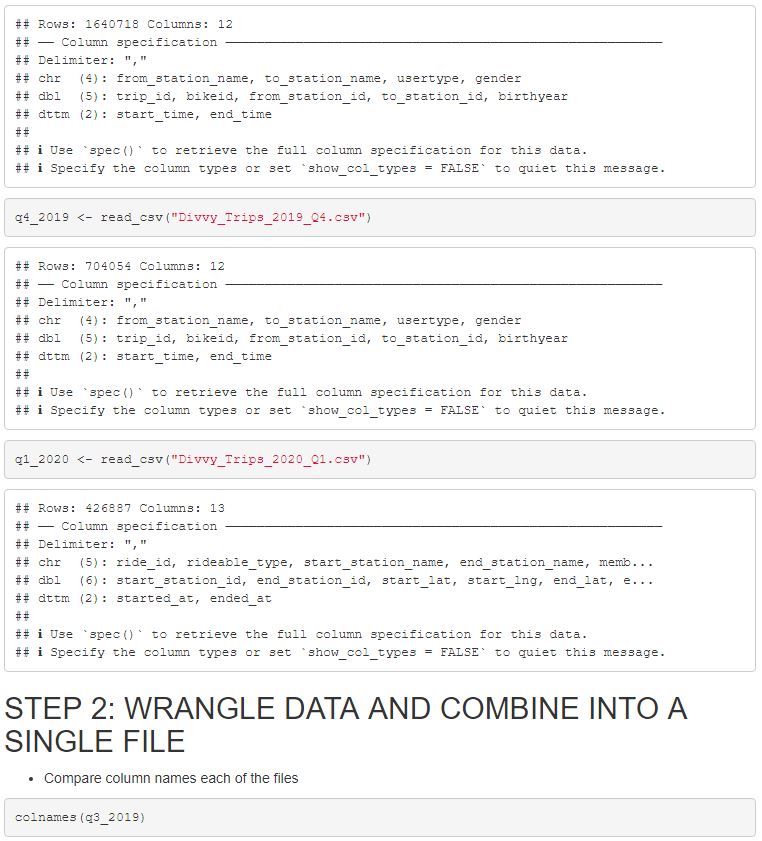 ## Rows: 1640718 Columns: 12
## ── Column specification ────────────────────────────────────────────────────────
## Delimiter: ","
## chr  (4): from_station_name, to_station_name, usertype, gender
## dbl  (5): trip_id, bikeid, from_station_id, to_station_id, birthyear
## dttm (2): start_time, end_time
##
## ℹ Use `spec()` to retrieve the full column specification for this data.
## ℹ Specify the column types or set `show_col_types = FALSE` to quiet this message.
q4_2019 <- read_csv("Divvy_Trips_2019_Q4.csv")
## Rows: 704054 Columns: 12
## ── Column specification ────────────────────────────────────────────────────────
## Delimiter: ","
## chr  (4): from_station_name, to_station_name, usertype, gender
## dbl  (5): trip_id, bikeid, from_station_id, to_station_id, birthyear
## dttm (2): start_time, end_time
##
## ℹ Use `spec()` to retrieve the full column specification for this data.
## ℹ Specify the column types or set `show_col_types = FALSE` to quiet this message.
q1_2020 <- read_csv("Divvy_Trips_2020_Q1.csv")
## Rows: 426887 Columns: 13
## ── Column specification ────────────────────────────────────────────────────────
## Delimiter: ","
## chr  (5): ride_id, rideable_type, start_station_name, end_station_name, memb...
## dbl  (6): start_station_id, end_station_id, start_lat, start_lng, end_lat, e...
## dttm (2): started_at, ended_at
##
## ℹ Use `spec()` to retrieve the full column specification for this data.
## ℹ Specify the column types or set `show_col_types = FALSE` to quiet this message.
STEP 2: WRANGLE DATA AND COMBINE INTO A
SINGLE FILE
• Compare column names each of the files
colnames(q3_2019)